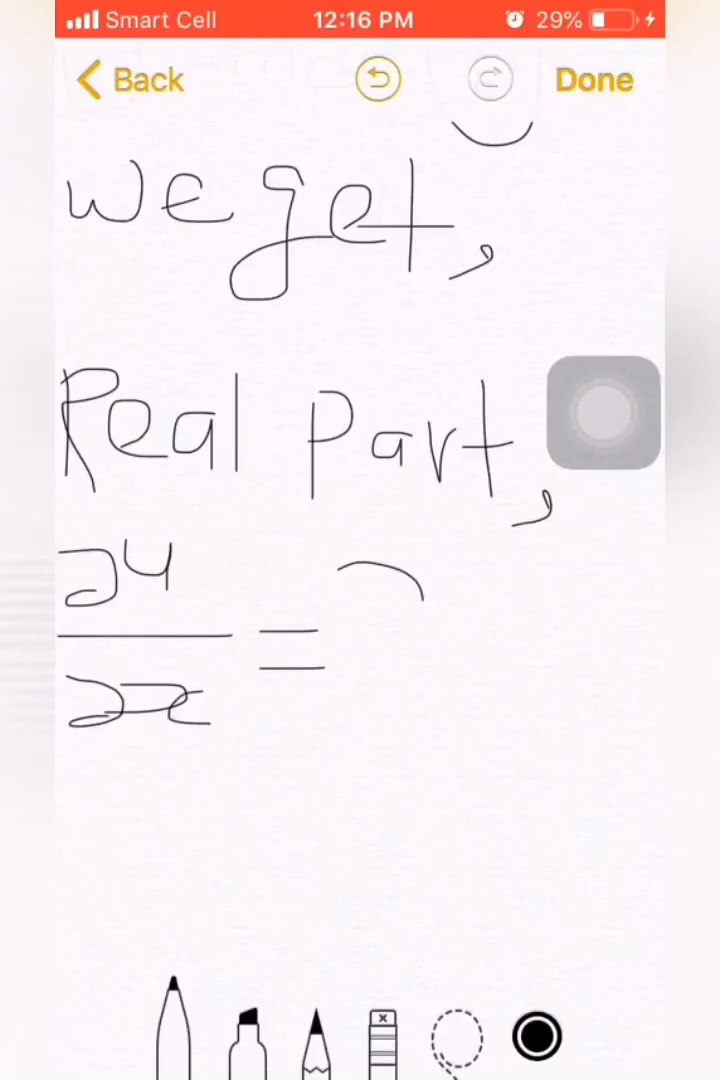 Smart Cell 12:16 PM 29%
Back Done
we get,
Real Part,
∂u
=
∂x